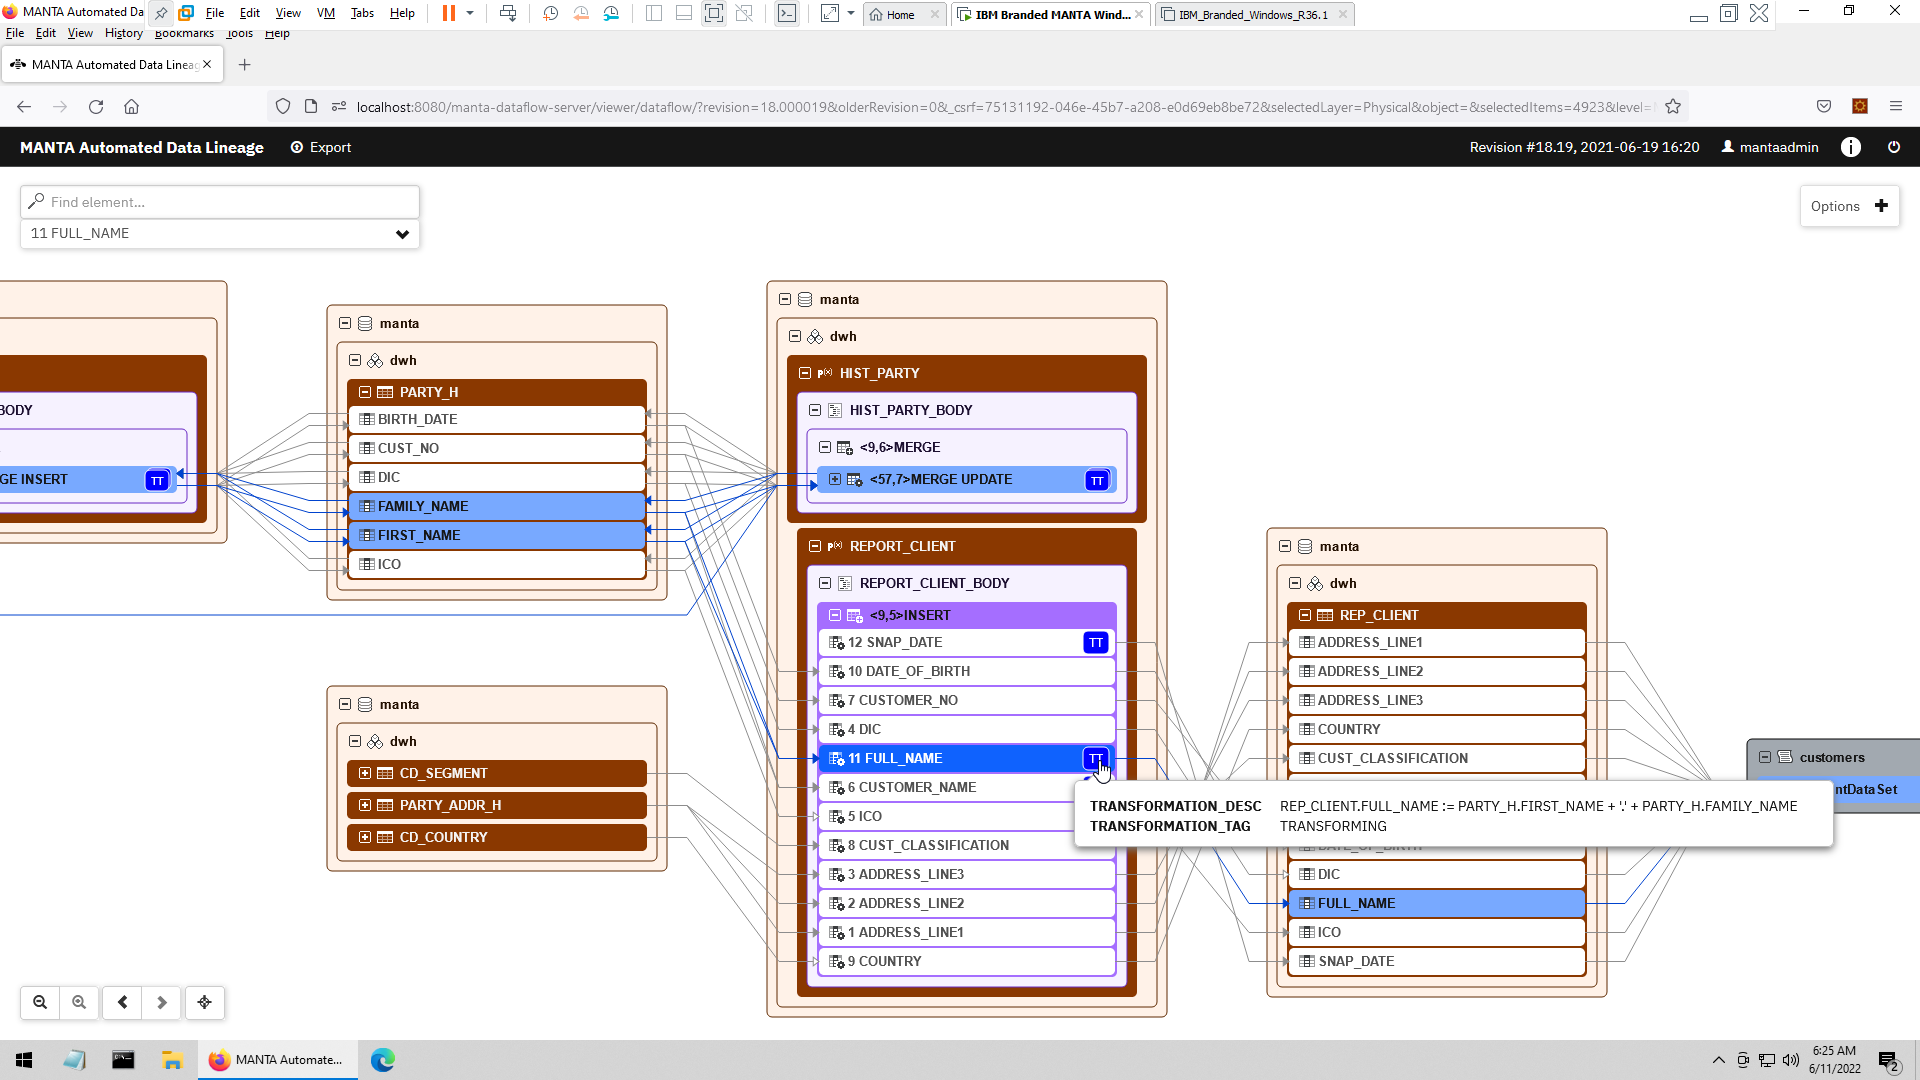 MANTA Automated Da
File Edit View VM Tabs Help
Home
IBM Branded MANTA Wind...
IBM_Branded_Windows_R36.1
File Edit View History Bookmarks Tools Help
MANTA Automated Data Lineag
localhost:8080/manta-dataflow-server/viewer/dataflow/?revision=18.000019&olderRevision=0&_csrf=75131192-046e-45b7-a208-e0d69eb8be72&selectedLayer=Physical&object=&selectedItems=4923&level=
MANTA Automated Data Lineage
Export
Revision #18.19, 2021-06-19 16:20
mantaadmin
Find element...
11 FULL_NAME
Options
BODY
GE INSERT
TT
manta
dwh
PARTY_H
BIRTH_DATE
CUST_NO
DIC
FAMILY_NAME
FIRST_NAME
ICO
manta
dwh
CD_SEGMENT
PARTY_ADDR_H
CD_COUNTRY
manta
dwh
P(x) HIST_PARTY
HIST_PARTY_BODY
<9,6>MERGE
<57,7>MERGE UPDATE
TT
P(x) REPORT_CLIENT
REPORT_CLIENT_BODY
<9,5>INSERT
12 SNAP_DATE
TT
10 DATE_OF_BIRTH
7 CUSTOMER_NO
4 DIC
11 FULL_NAME
TT
6 CUSTOMER_NAME
5 ICO
8 CUST_CLASSIFICATION
3 ADDRESS_LINE3
2 ADDRESS_LINE2
1 ADDRESS_LINE1
9 COUNTRY
manta
dwh
REP_CLIENT
ADDRESS_LINE1
ADDRESS_LINE2
ADDRESS_LINE3
COUNTRY
CUST_CLASSIFICATION
TRANSFORMATION_DESC REP_CLIENT.FULL_NAME := PARTY_H.FIRST_NAME + '.' + PARTY_H.FAMILY_NAME
TRANSFORMATION_TAG TRANSFORMING
DATE_OF_BIRTH
DIC
FULL_NAME
ICO
SNAP_DATE
customers
ntDataSet
MANTA Automate...
6:25 AM
6/11/2022
2